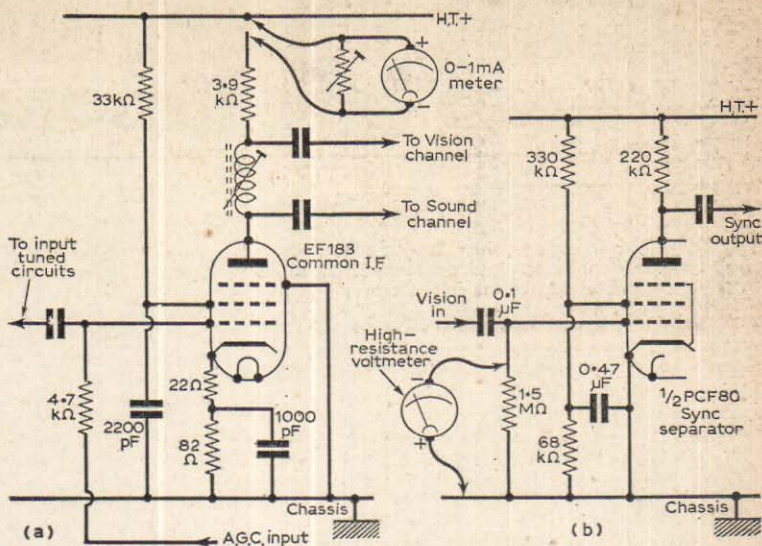 H.T.+
33kΩ
3·9
kΩ
+
0-1mA
meter
−
To Vision
channel
To Sound
channel
EF183
Common I.F.
To input
tuned
circuits
4·7
kΩ
2200
pF
22Ω
82
Ω
1000
pF
Chassis
(a)
A.G.C. input
H.T.+
330
kΩ
220
kΩ
Sync
output
Vision
in
0·1
µF
High-
resistance
voltmeter
−
+
1·5
MΩ
0·47
µF
68
kΩ
½PCF80
Sync
separator
Chassis
(b)